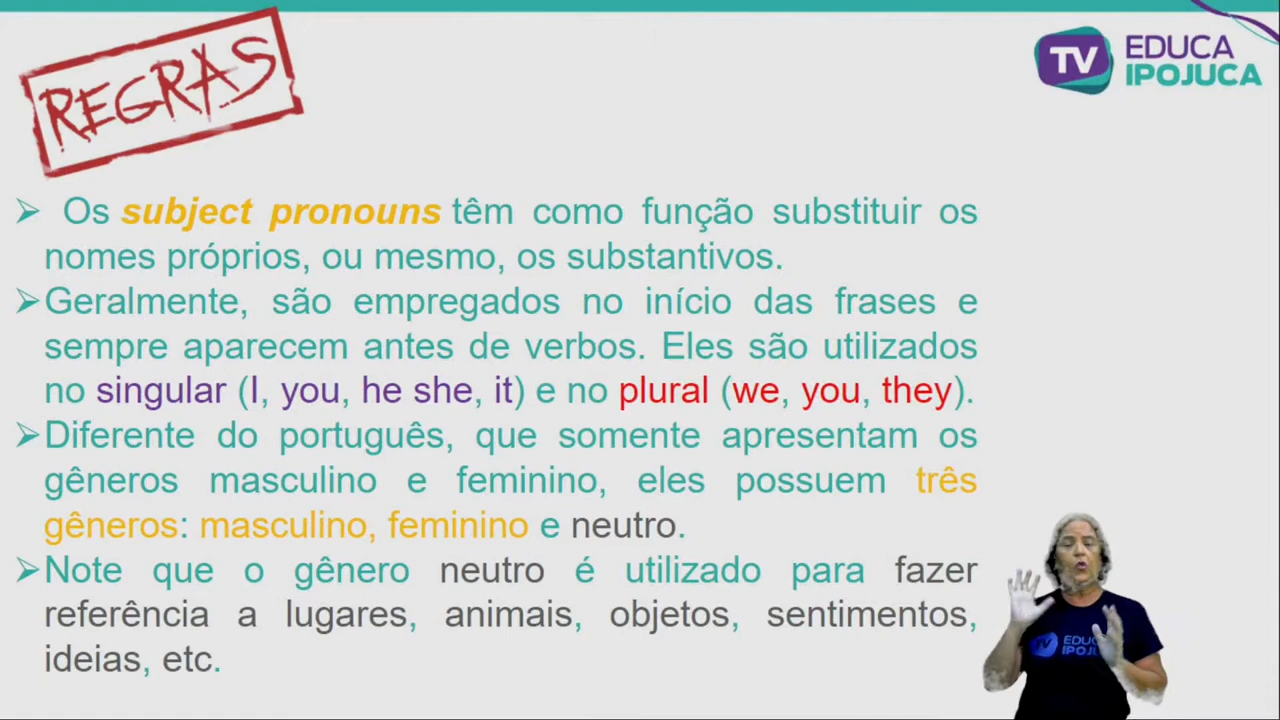 REGRAS
TV EDUCA
IPOJUCA
➢ Os subject pronouns têm como função substituir os
nomes próprios, ou mesmo, os substantivos.
➢Geralmente, são empregados no início das frases e
sempre aparecem antes de verbos. Eles são utilizados
no singular (I, you, he she, it) e no plural (we, you, they).
➢Diferente do português, que somente apresentam os
gêneros masculino e feminino, eles possuem três
gêneros: masculino, feminino e neutro.
➢Note que o gênero neutro é utilizado para fazer
referência a lugares, animais, objetos, sentimentos,
ideias, etc.
TV EDUC
IPOJU